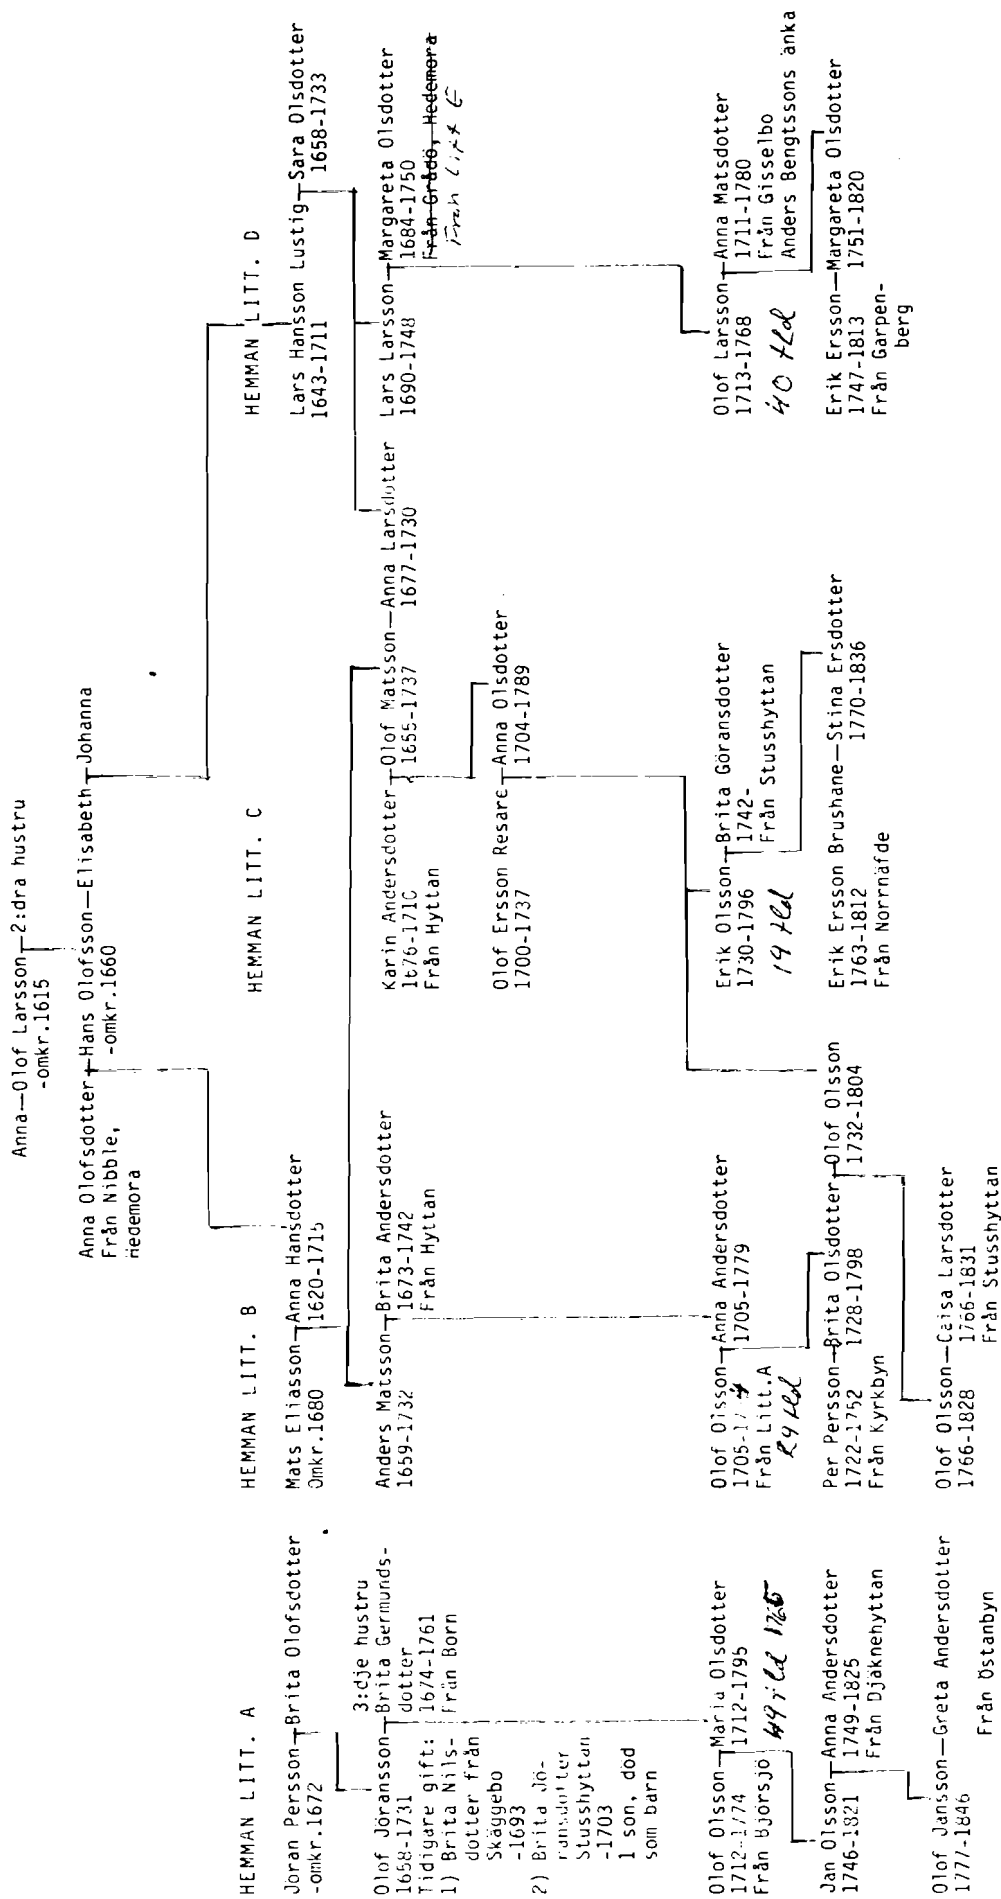 Anna—Olof Larsson—2:dra hustru
-omkr.1615
Anna Olofsdotter—Hans Olofsson—Elisabeth—Johanna
Från Nibble,
-omkr.1660
Hedemora
HEMMAN LITT. A
Jöran Persson—Brita Olofsdotter
-omkr.1672
3:dje hustru
Olof Jöransson—Brita Germunds-
dotter
1658-1731
1674-1761
Tidigare gift:
Från Born
1) Brita Nils-
dotter från
Skäggebo
-1693
2) Brita Jö-
ransdotter
Stusshyttan
-1703
1 son, död
som barn
Olof Olsson—Maria Olsdotter
1712-1774 1712-1795
Från Björsjö
Jan Olsson—Anna Andersdotter
1746-1821 1749-1825
Från Djäknehyttan
Olof Jansson—Greta Andersdotter
1777-1846
Från Östanbyn
HEMMAN LITT. B
Mats Eliasson—Anna Hansdotter
Omkr.1680 1620-1715
Anders Matsson—Brita Andersdotter
1659-1732 1673-1742
Från Hyttan
Olof Olsson—Anna Andersdotter
1705-1779
Från Litt.A
Per Persson—Brita Olsdotter—Olof Olsson
1722-1752 1728-1798 1732-1804
Från Kyrkbyn
Olof Olsson—Caisa Larsdotter
1766-1828 1766-1831
Från Stusshyttan
HEMMAN LITT. C
Karin Andersdotter—Olof Matsson—Anna Larsdotter
1676-1710 1655-1737 1677-1730
Från Hyttan
Olof Ersson Resare—Anna Olsdotter
1700-1737 1704-1789
Erik Olsson—Brita Göransdotter
1730-1796 1742-
Från Stusshyttan
19
Erik Ersson Brushane—Stina Ersdotter
1763-1812 1770-1836
Från Norrnäfde
HEMMAN LITT. D
Lars Hansson Lustig—Sara Olsdotter
1643-1711 1658-1733
Lars Larsson—Margareta Olsdotter
1690-1748 1684-1750
Från Grådö, Hedemora
Från Litt E
Olof Larsson—Anna Matsdotter
1713-1768 1711-1780
Från Gisselbo
Anders Bengtssons änka
40
Erik Ersson—Margareta Olsdotter
1747-1813 1751-1820
Från Garpen-
berg